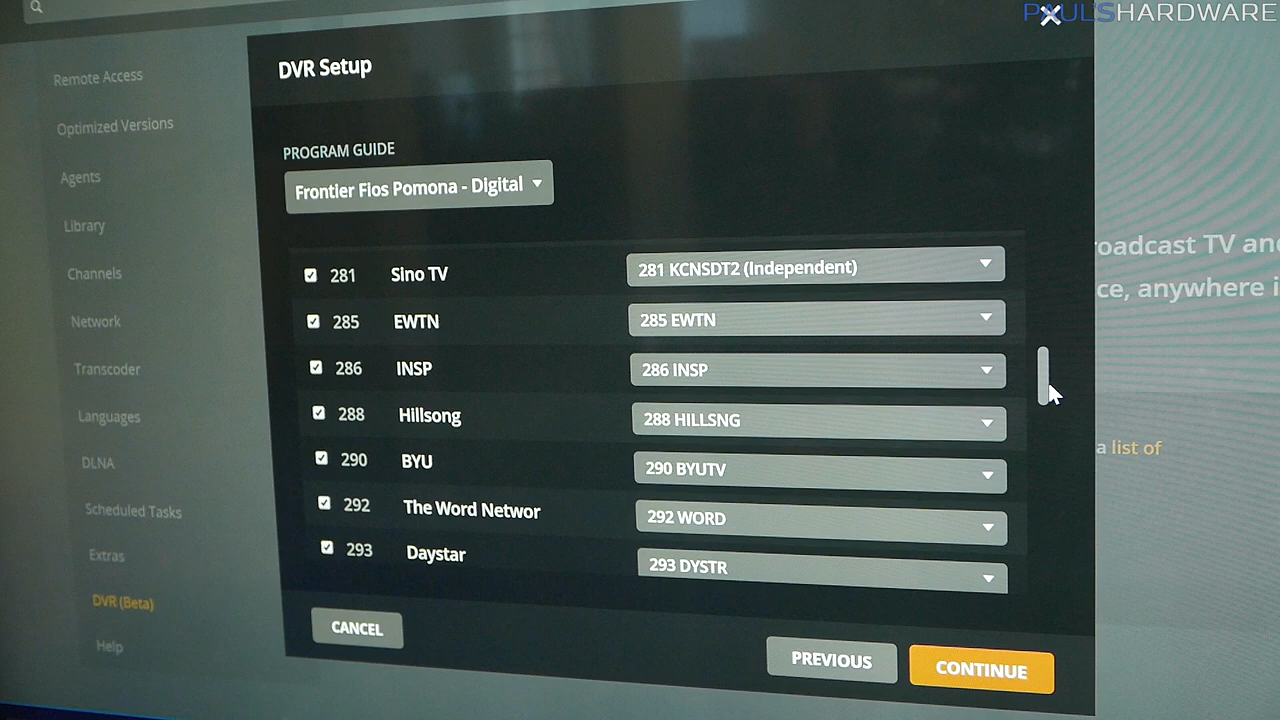 PAUL'SHARDWARE
Remote Access
Optimized Versions
Agents
Library
Channels
Network
Transcoder
Languages
DLNA
Scheduled Tasks
Extras
DVR (Beta)
Help
DVR Setup
PROGRAM GUIDE
Frontier Fios Pomona - Digital
281 Sino TV 281 KCNSDT2 (Independent)
285 EWTN 285 EWTN
286 INSP 286 INSP
288 Hillsong 288 HILLSNG
290 BYU 290 BYUTV
292 The Word Networ 292 WORD
293 Daystar 293 DYSTR
CANCEL
PREVIOUS
CONTINUE
roadcast TV and
ce, anywhere i
a list of